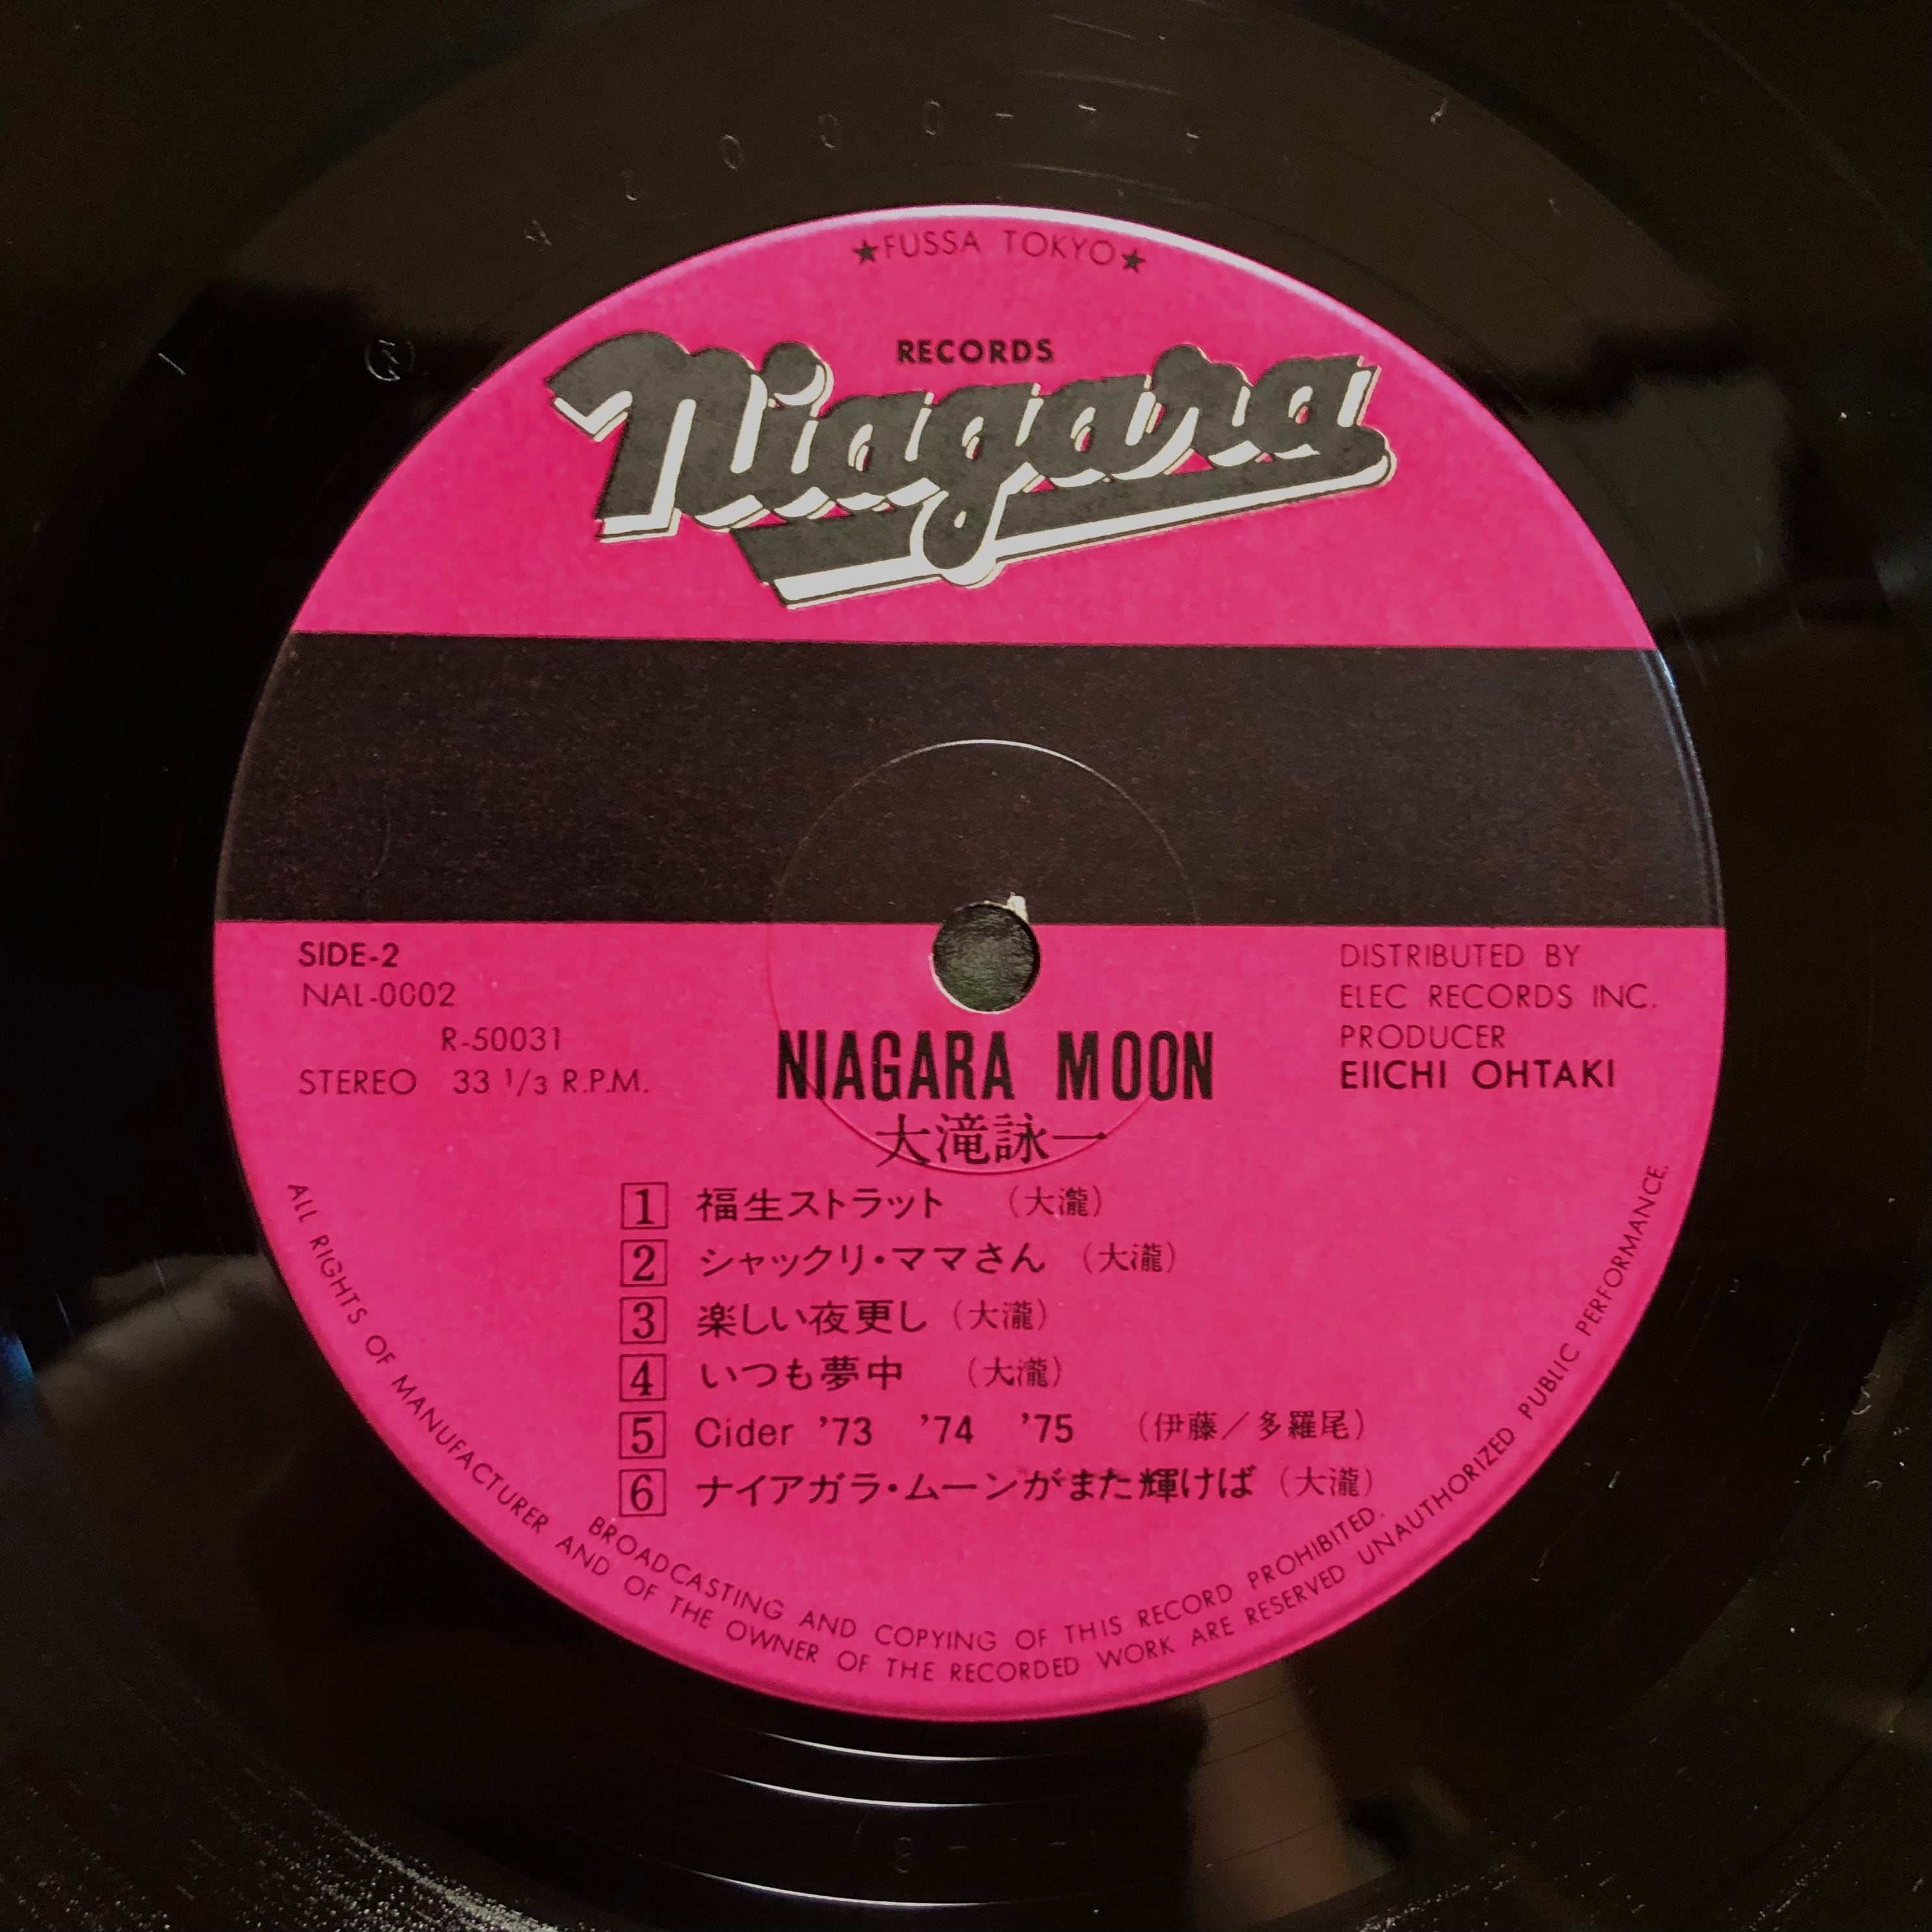 ★FUSSA TOKYO★
RECORDS
Niagara
SIDE-2
NAL-0002
R-50031
STEREO 33 1/3 R.P.M.
DISTRIBUTED BY
ELEC RECORDS INC.
PRODUCER
EIICHI OHTAKI
NIAGARA MOON
大滝詠一
1 福生ストラット （大瀧）
2 シャックリ・ママさん （大瀧）
3 楽しい夜更し （大瀧）
4 いつも夢中 （大瀧）
5 Cider '73 '74 '75 （伊藤／多羅尾）
6 ナイアガラ・ムーンがまた輝けば （大瀧）
BROADCASTING AND COPYING OF THIS RECORD PROHIBITED.
ALL RIGHTS OF MANUFACTURER AND OF THE OWNER OF THE RECORDED WORK ARE RESERVED UNAUTHORIZED PUBLIC PERFORMANCE.